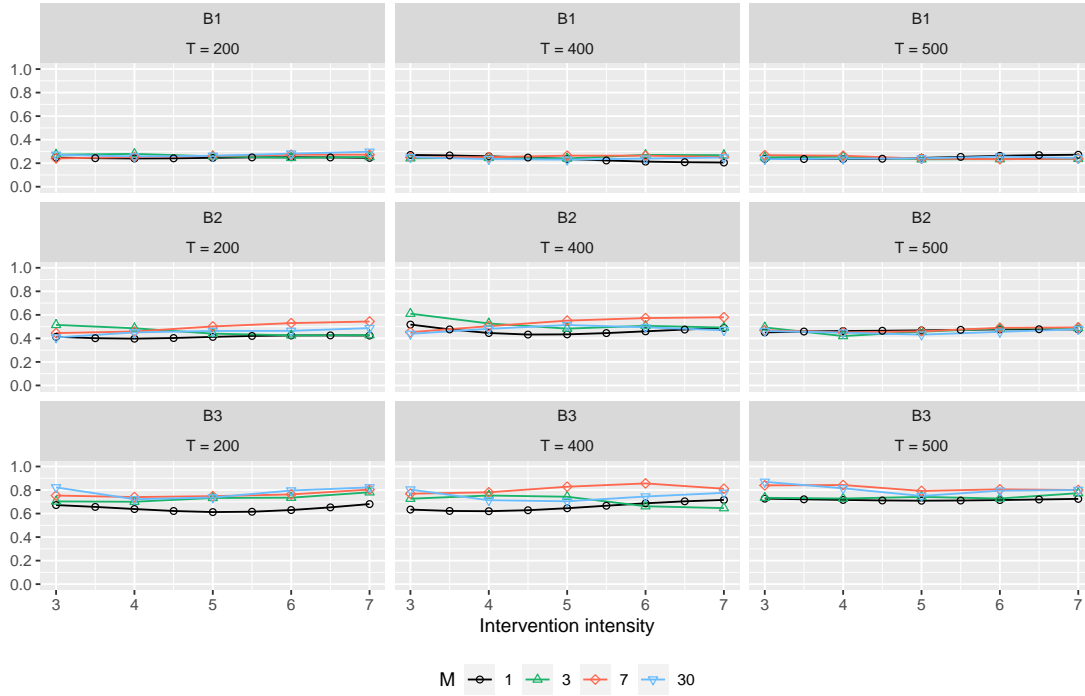 B1 B1 B1
T = 200 T = 400 T = 500
1.0
0.8
0.6
0.4
0.2
0.0
B2 B2 B2
T = 200 T = 400 T = 500
1.0
0.8
0.6
0.4
0.2
0.0
B3 B3 B3
T = 200 T = 400 T = 500
1.0
0.8
0.6
0.4
0.2
0.0
3 4 5 6 7 3 4 5 6 7 3 4 5 6 7
Intervention intensity
M 1 3 7 30